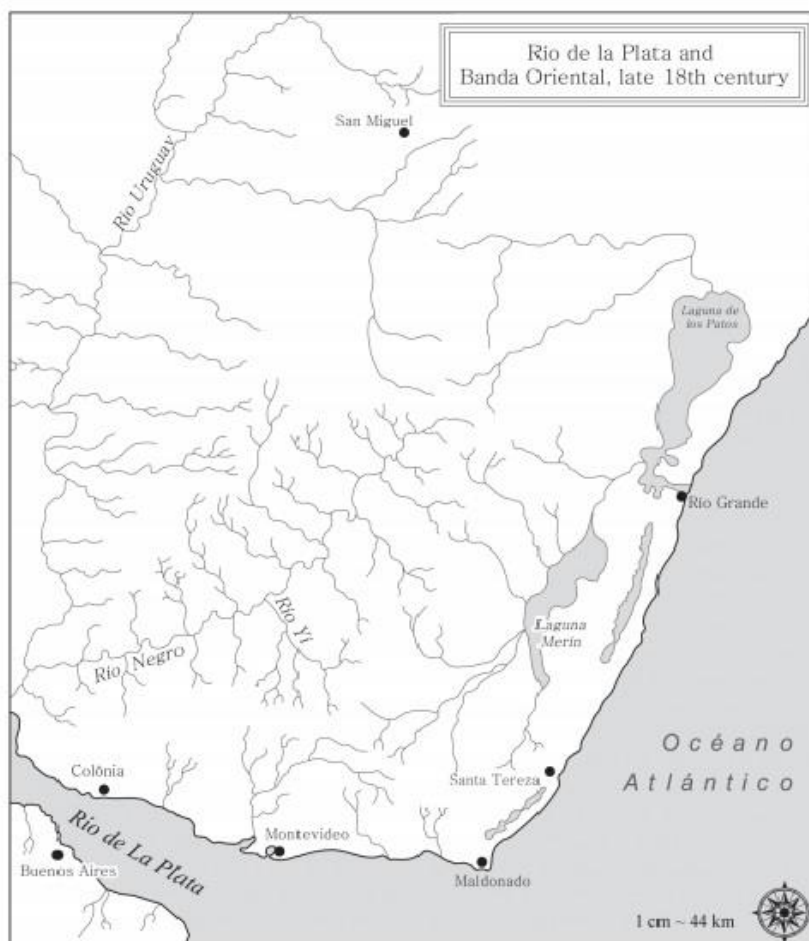 Rio de la Plata and
Banda Oriental, late 18th century
San Miguel
Rio Uruguay
Laguna de
los Patos
Rio Grande
Rio Yi
Laguna
Merín
Rio Negro
Océano
Atlántico
Santa Tereza
Colōnia
Rio de La Plata
Montevideo
Buenos Aires
Maldonado
1 cm ~ 44 km